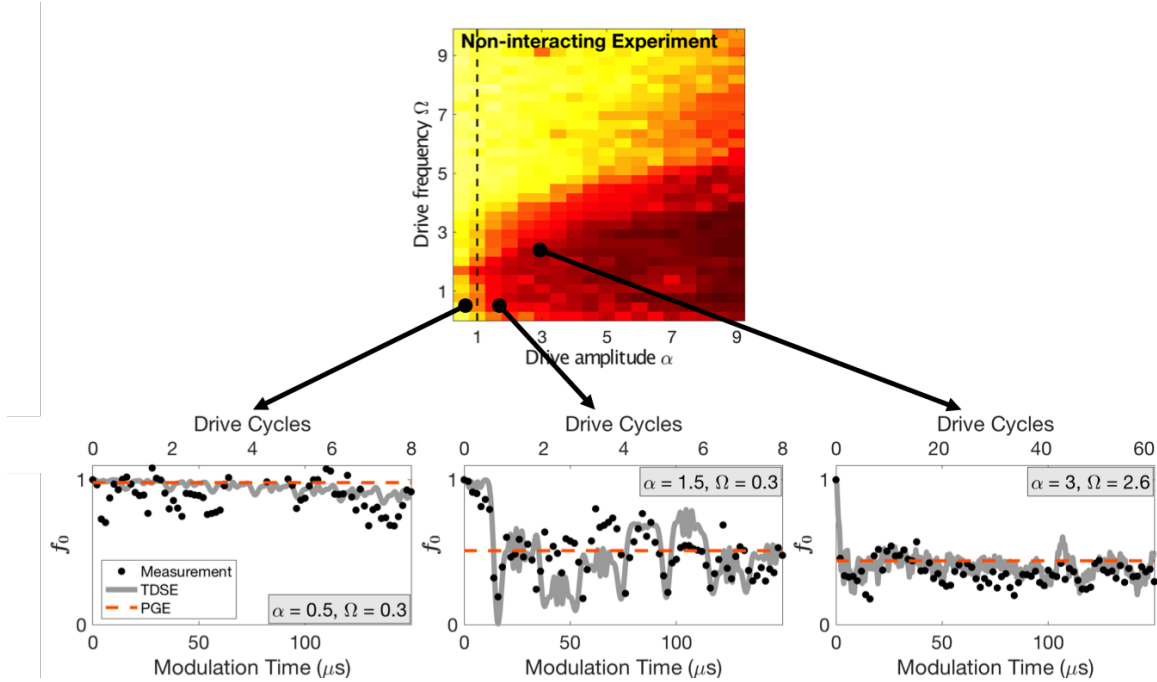 Non-interacting Experiment
Drive frequency Ω
9
7
5
3
1
1 3 5 7 9
Drive amplitude α
Drive Cycles
0 2 4 6 8
f₀
1
0
Measurement
TDSE
PGE
α = 0.5, Ω = 0.3
0 50 100
Modulation Time (μs)
Drive Cycles
0 2 4 6 8
f₀
1
0
α = 1.5, Ω = 0.3
0 50 100
Modulation Time (μs)
Drive Cycles
0 20 40 60
f₀
1
0
α = 3, Ω = 2.6
0 50 100
Modulation Time (μs)